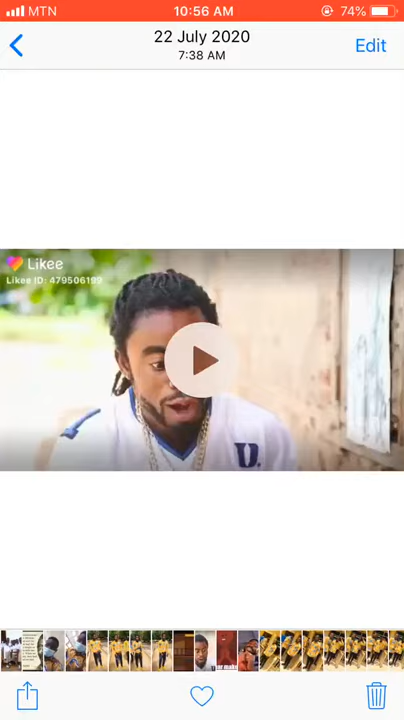 MTN
10:56 AM
74%
22 July 2020
7:38 AM
Edit
Likee
Likee ID: 479506199
D.